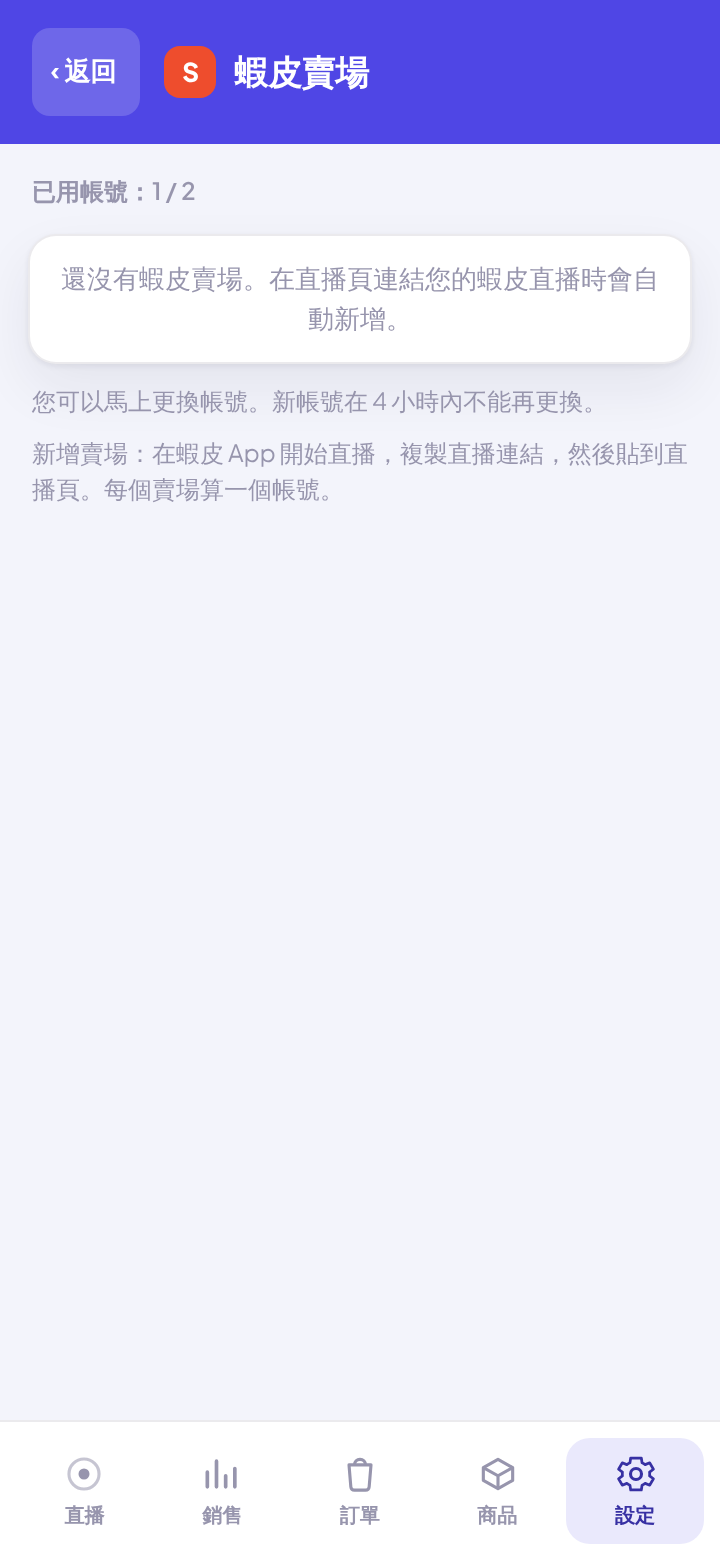 ‹ 返回
S
蝦皮賣場
已用帳號：1 / 2
還沒有蝦皮賣場。在直播頁連結您的蝦皮直播時會自
動新增。
您可以馬上更換帳號。新帳號在 4 小時內不能再更換。
新增賣場：在蝦皮 App 開始直播，複製直播連結，然後貼到直
播頁。每個賣場算一個帳號。
直播
銷售
訂單
商品
設定